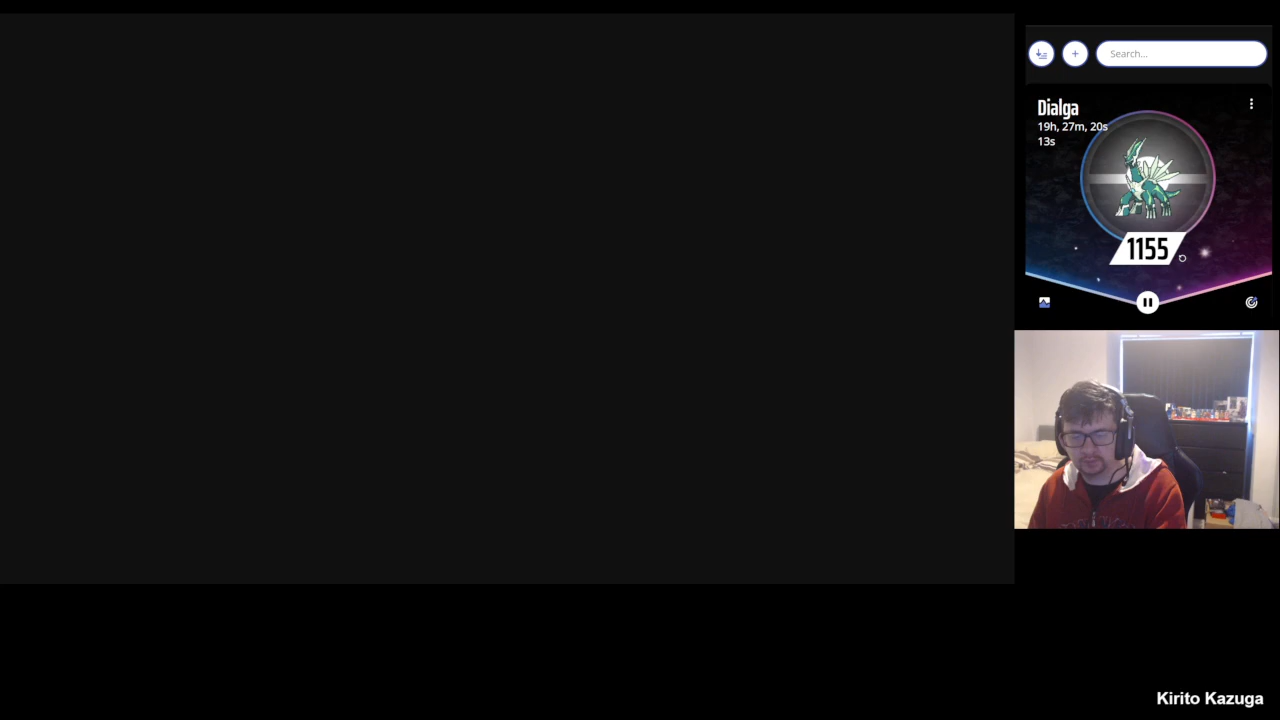 Search...
Dialga
19h, 27m, 20s
13s
1155
Kirito Kazuga